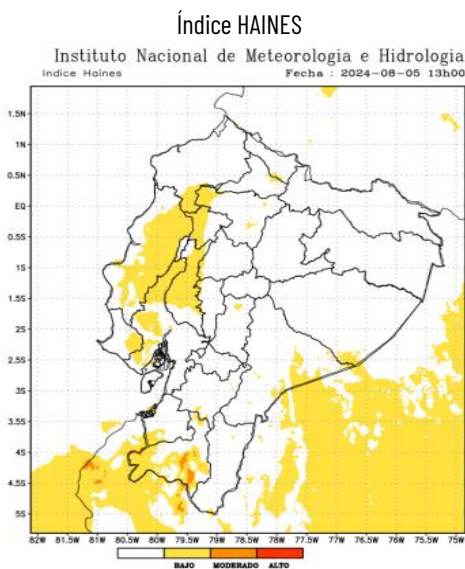 Índice HAINES
Instituto Nacional de Meteorologia e Hidrologia
Indice Haines Fecha : 2024-08-05 13h00
1.5N
1N
0.5N
EQ
0.5S
1S
1.5S
2S
2.5S
3S
3.5S
4S
4.5S
5S
82W 81.5W 81W 80.5W 80W 79.5W 79W 78.5W 78W 77.5W 77W 76.5W 76W 75.5W 75W
BAJO MODERADO ALTO